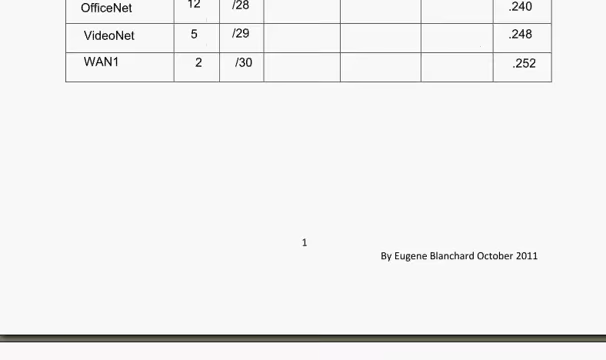 OfficeNet 12 /28 .240
VideoNet 5 /29 .248
WAN1 2 /30 .252
1
By Eugene Blanchard October 2011